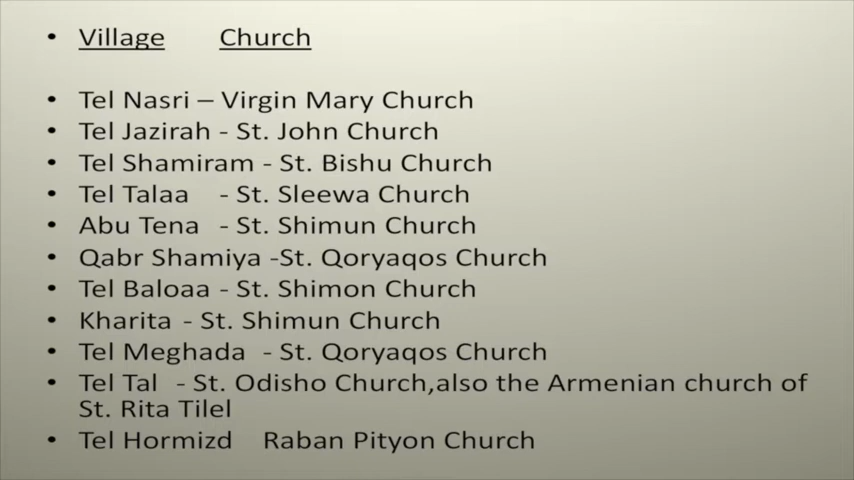 • Village Church
• Tel Nasri – Virgin Mary Church
• Tel Jazirah - St. John Church
• Tel Shamiram - St. Bishu Church
• Tel Talaa - St. Sleewa Church
• Abu Tena - St. Shimun Church
• Qabr Shamiya -St. Qoryaqos Church
• Tel Baloaa - St. Shimon Church
• Kharita - St. Shimun Church
• Tel Meghada - St. Qoryaqos Church
• Tel Tal - St. Odisho Church,also the Armenian church of
St. Rita Tilel
• Tel Hormizd Raban Pityon Church